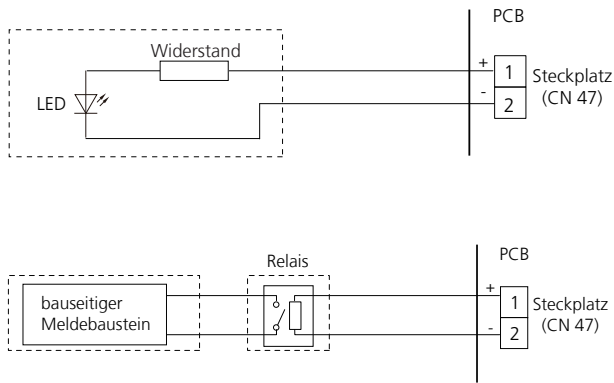 PCB
Widerstand
+
1
Steckplatz
(CN 47)
LED
-
2
PCB
Relais
+
bauseitiger
Meldebaustein
1
Steckplatz
(CN 47)
-
2